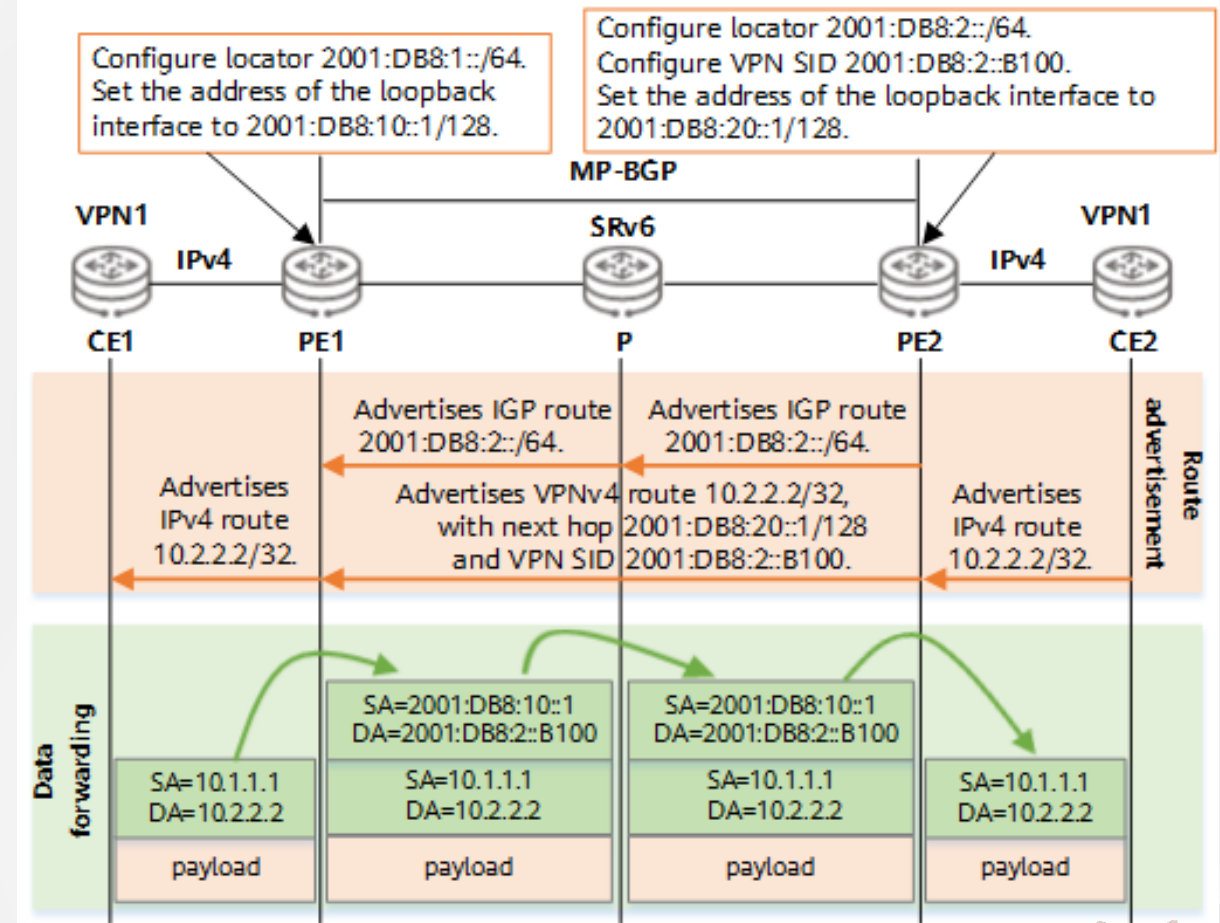 Configure locator 2001:DB8:1::/64.
Set the address of the loopback
interface to 2001:DB8:10::1/128.
Configure locator 2001:DB8:2::/64.
Configure VPN SID 2001:DB8:2::B100.
Set the address of the loopback interface to
2001:DB8:20::1/128.
MP-BGP
VPN1
SRv6
VPN1
IPv4
IPv4
CE1
PE1
P
PE2
CE2
Advertises IGP route
2001:DB8:2::/64.
Advertises IGP route
2001:DB8:2::/64.
Route
advertisement
Advertises
IPv4 route
10.2.2.2/32.
Advertises VPNv4 route 10.2.2.2/32,
with next hop 2001:DB8:20::1/128
and VPN SID 2001:DB8:2::B100.
Advertises
IPv4 route
10.2.2.2/32.
Data
forwarding
SA=10.1.1.1
DA=10.2.2.2
payload
SA=2001:DB8:10::1
DA=2001:DB8:2::B100
SA=10.1.1.1
DA=10.2.2.2
payload
SA=2001:DB8:10::1
DA=2001:DB8:2::B100
SA=10.1.1.1
DA=10.2.2.2
payload
SA=10.1.1.1
DA=10.2.2.2
payload